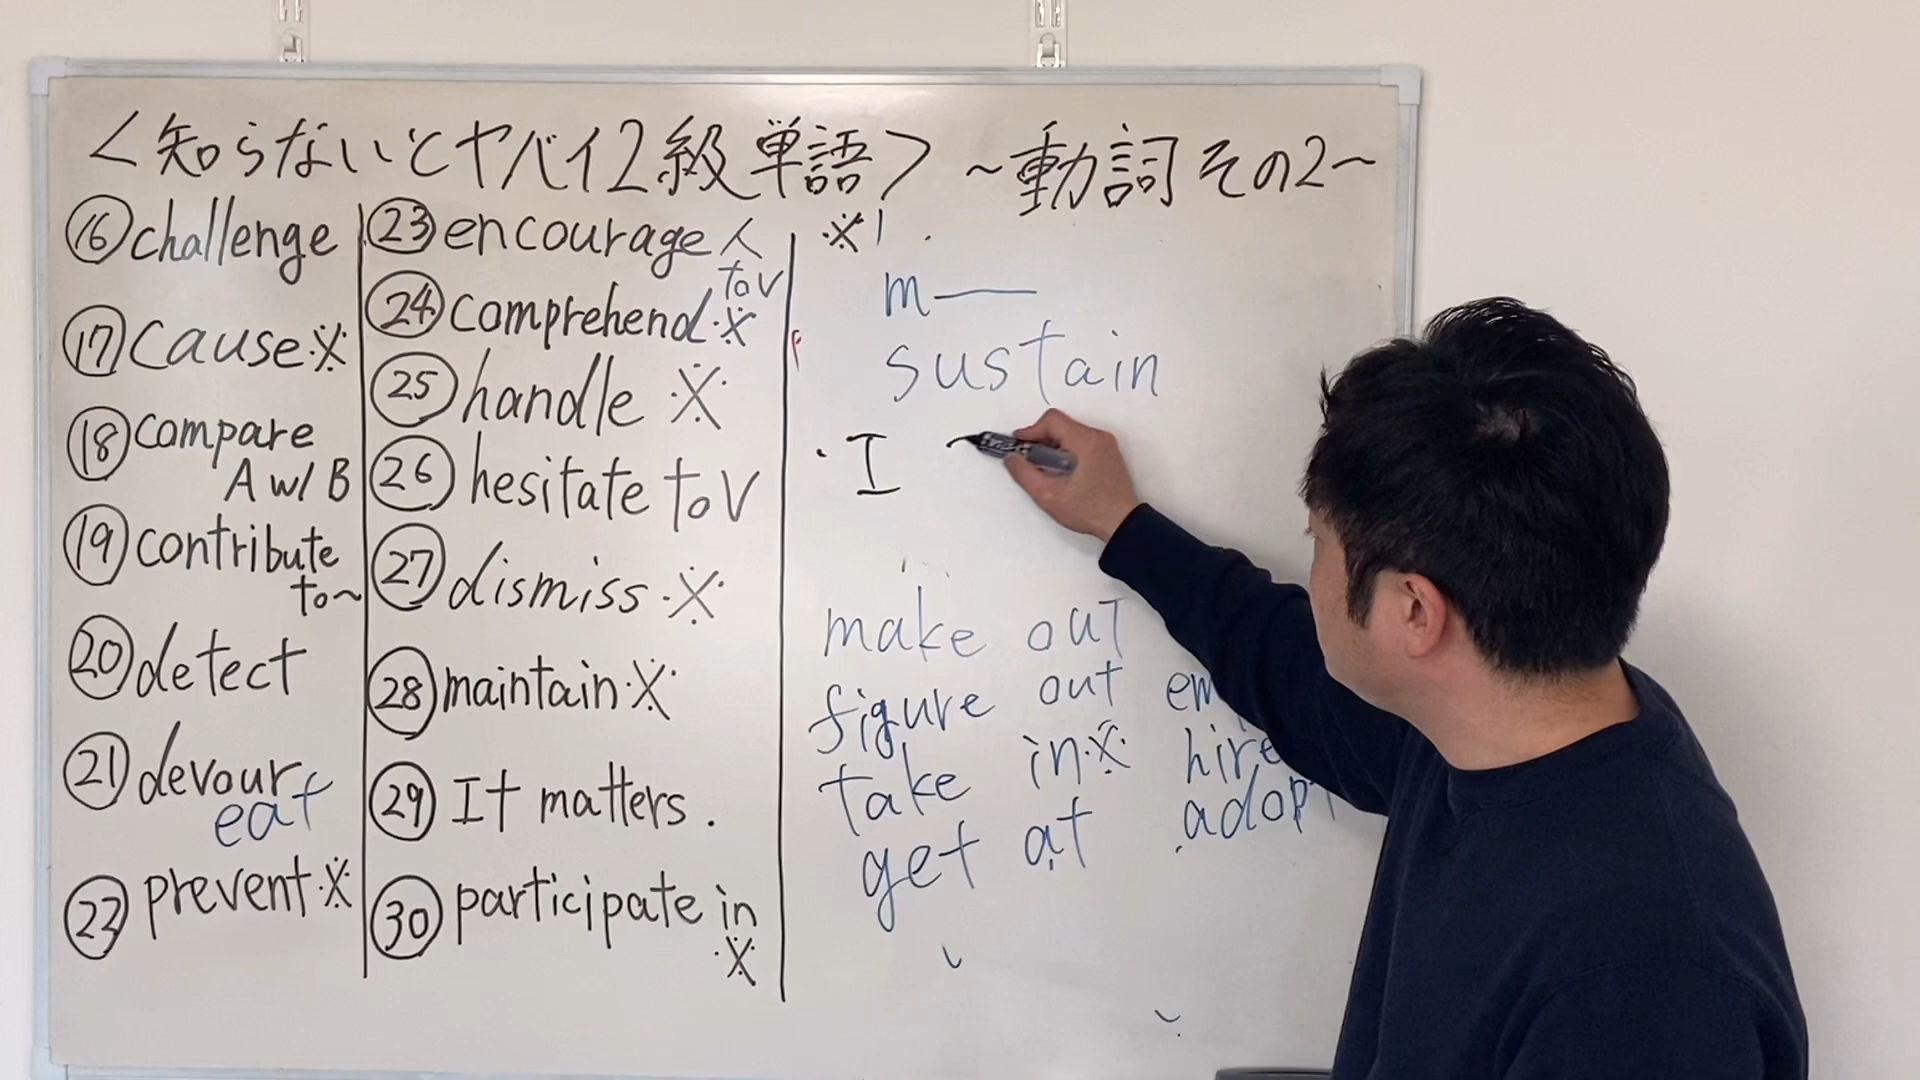 ＜知らないとヤバイ2級単語＞ ～動詞 その2～
⑯challenge
⑰cause※
⑱compare
A w/ B
⑲contribute
to～
⑳detect
㉑devour
eat
㉒prevent※
㉓encourage 人
to V
㉔comprehend※
㉕handle ※
㉖hesitate to V
㉗dismiss※
㉘maintain※
㉙It matters.
㉚participate in
※
※1.
m—
sustain
・I
make out
figure out
take in※ hire
get at adopt